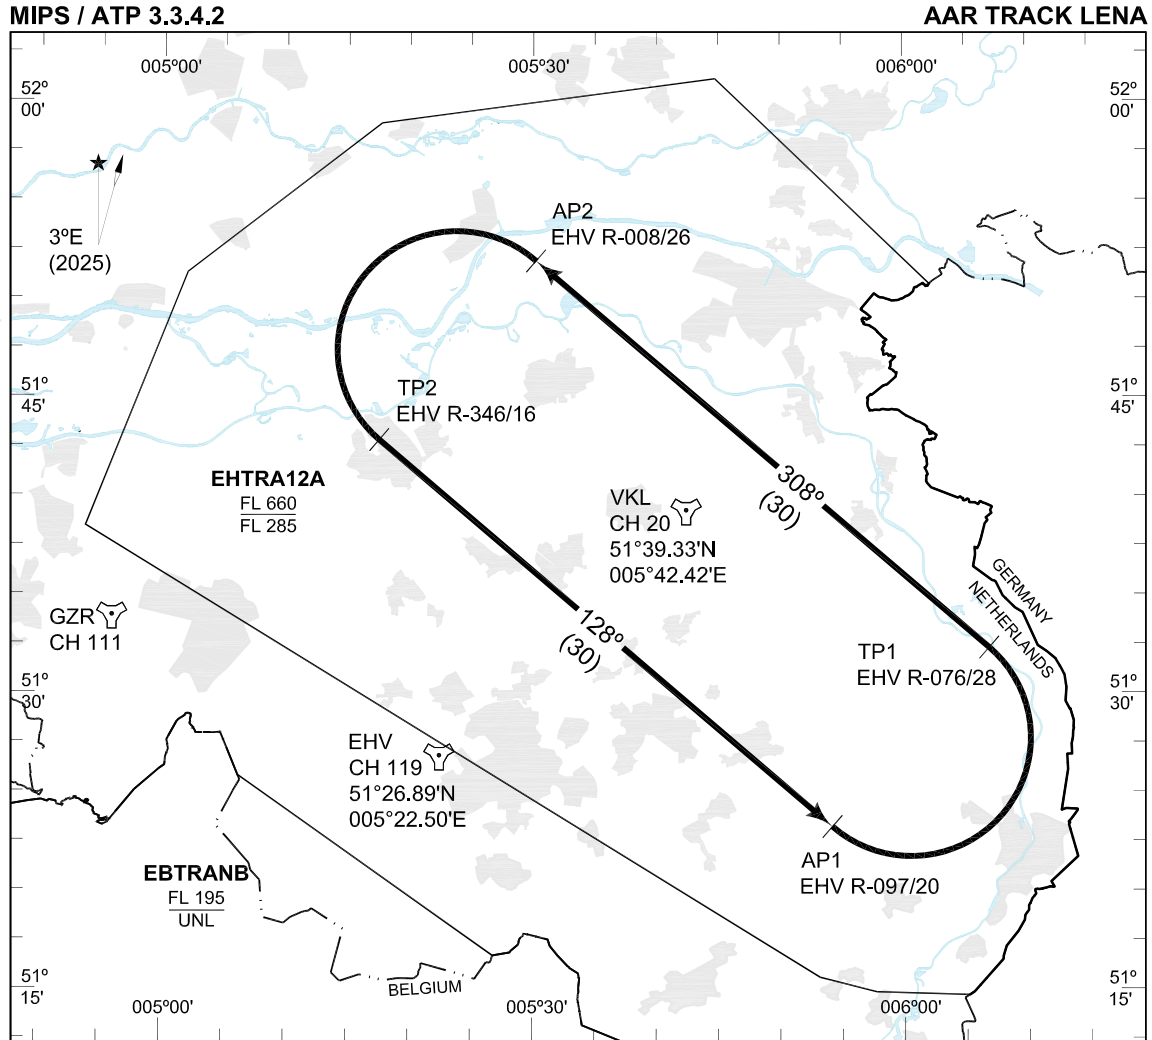 MIPS / ATP 3.3.4.2
AAR TRACK LENA
005°00'
005°30'
006°00'
52°
00'
52°
00'
3°E
(2025)
AP2
EHV R-008/26
51°
45'
51°
45'
TP2
EHV R-346/16
EHTRA12A
FL 660
FL 285
308°
(30)
VKL
CH 20
51°39.33'N
005°42.42'E
GERMANY
NETHERLANDS
GZR
CH 111
128°
(30)
TP1
EHV R-076/28
51°
30'
51°
30'
EHV
CH 119
51°26.89'N
005°22.50'E
AP1
EHV R-097/20
EBTRANB
FL 195
UNL
BELGIUM
51°
15'
51°
15'
005°00'
005°30'
006°00'